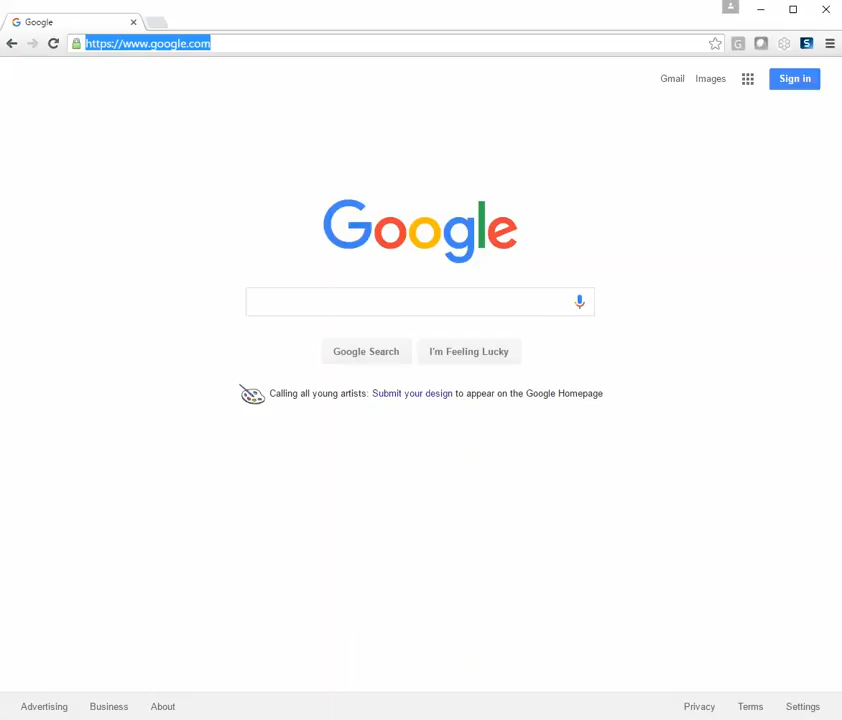 Google
https://www.google.com
Gmail Images Sign in
Google
Google Search I'm Feeling Lucky
Calling all young artists: Submit your design to appear on the Google Homepage
Advertising Business About Privacy Terms Settings